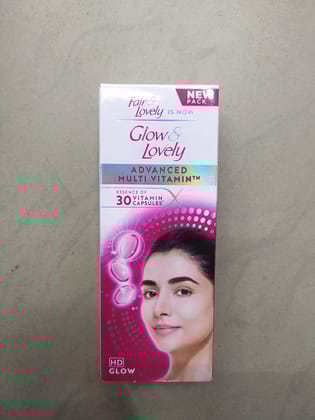 NEW
PACK
Fair &
Lovely IS NOW
Glow &
Lovely
ADVANCED
MULTI VITAMIN™
ESSENCE OF
30 VITAMIN
CAPSULES
HD
GLOW